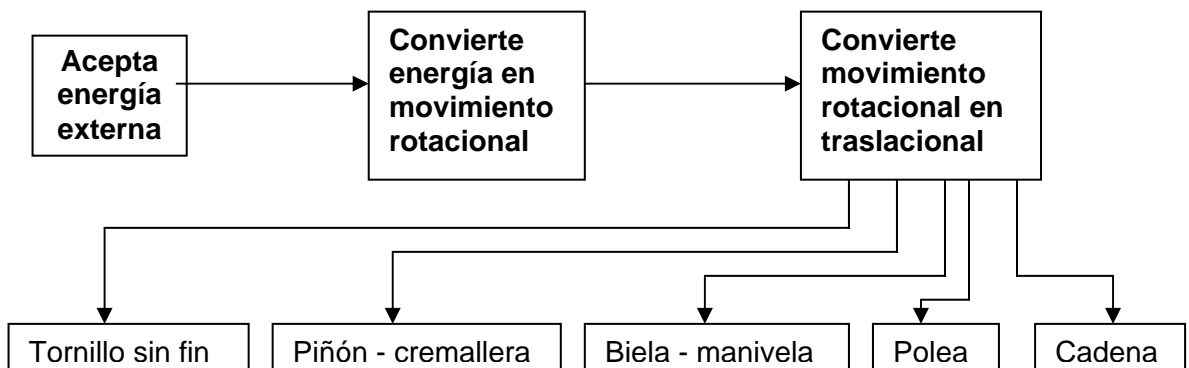 Acepta
energía
externa
Convierte
energía en
movimiento
rotacional
Convierte
movimiento
rotacional en
traslacional
Tornillo sin fin
Piñón - cremallera
Biela - manivela
Polea
Cadena